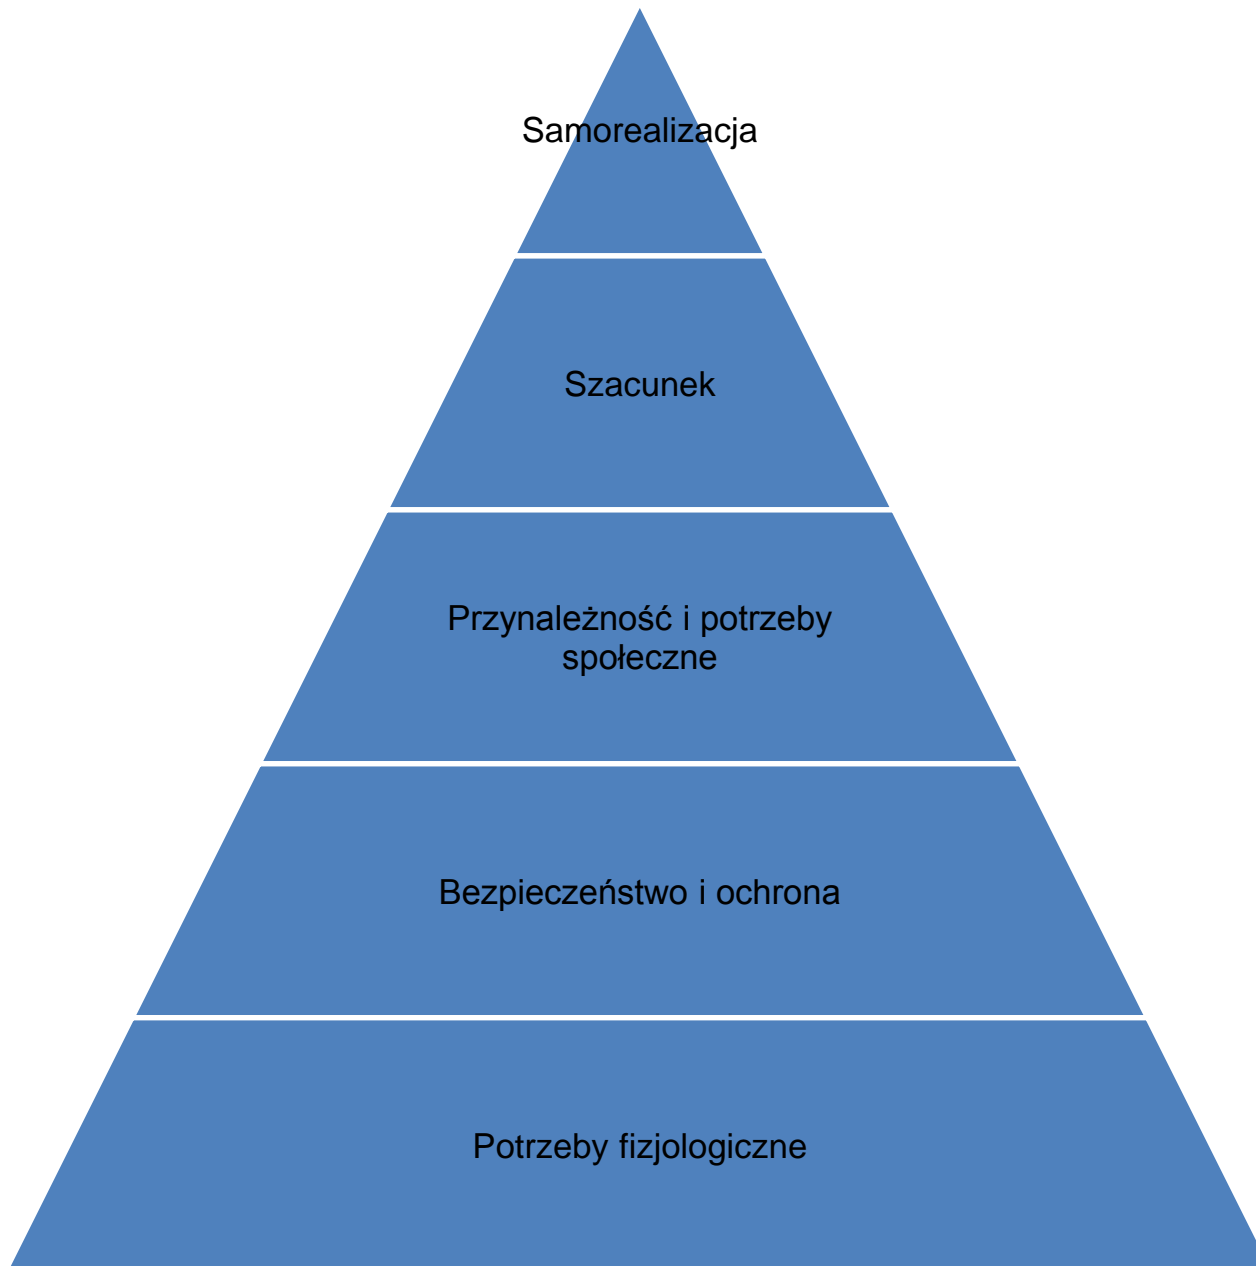 Samorealizacja
Szacunek
Przynależność i potrzeby
społeczne
Bezpieczeństwo i ochrona
Potrzeby fizjologiczne